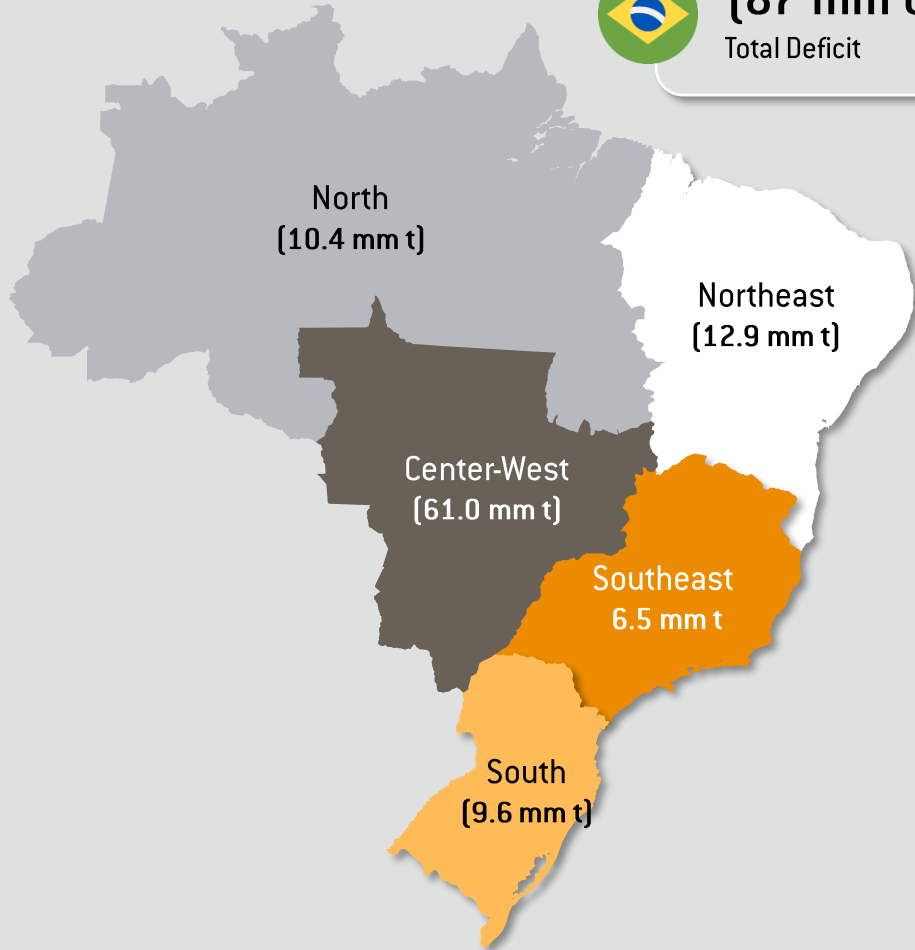 Total Deficit
North
(10.4 mm t)
Northeast
(12.9 mm t)
Center-West
(61.0 mm t)
Southeast
6.5 mm t
South
(9.6 mm t)